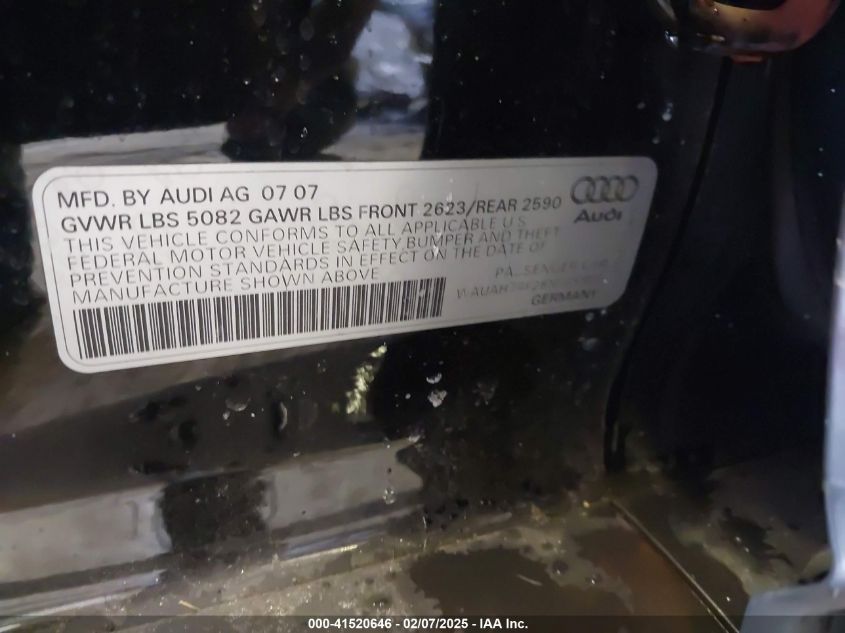 MFD. BY AUDI AG 07 07
GVWR LBS 5082 GAWR LBS FRONT 2623/REAR 2590
THIS VEHICLE CONFORMS TO ALL APPLICABLE U S
FEDERAL MOTOR VEHICLE SAFETY, BUMPER AND THEFT
PREVENTION STANDARDS IN EFFECT ON THE DATE OF
MANUFACTURE SHOWN ABOVE
Audi
GERMANY
000-41520646 - 02/07/2025 - IAA Inc.